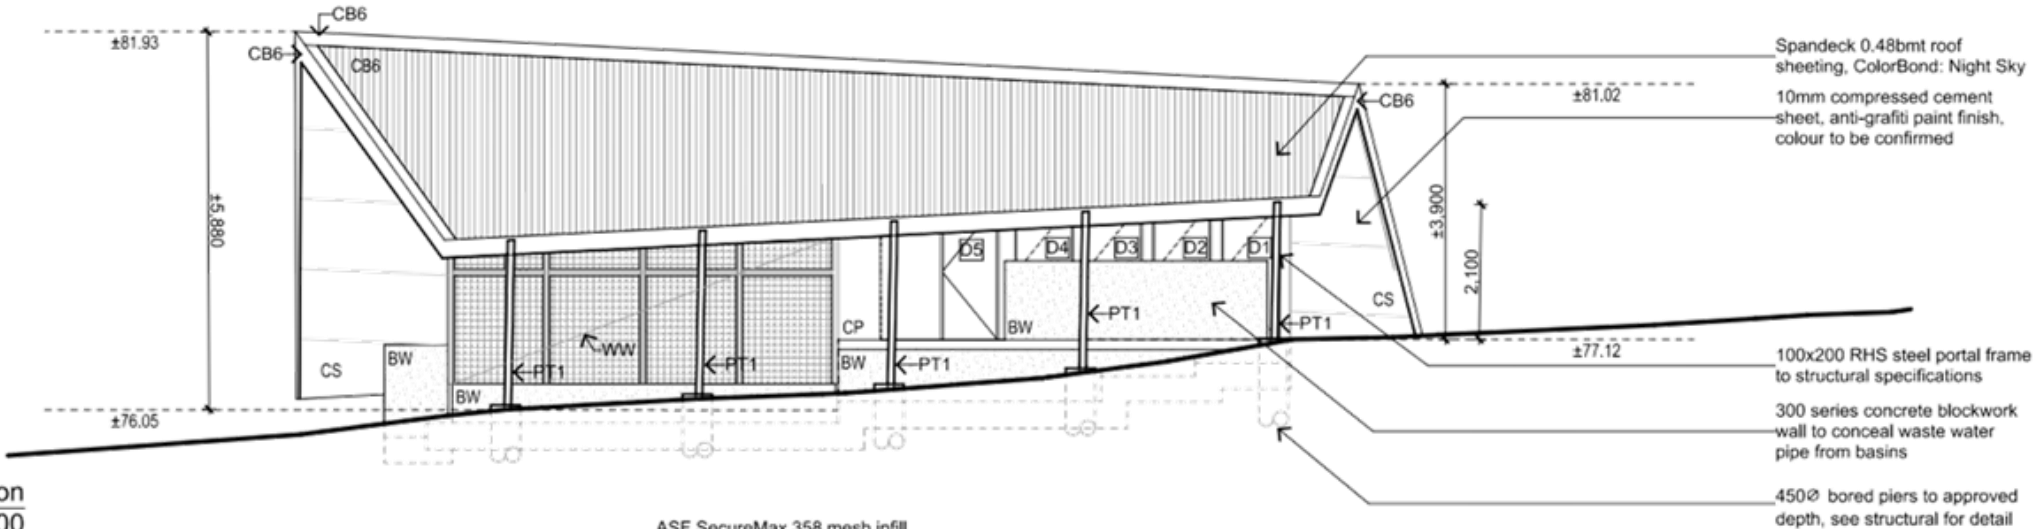 CB6
±81.93
CB6
CB6
Spandeck 0.48bmt roof
sheeting, ColorBond: Night Sky
±81.02
CB6
10mm compressed cement
sheet, anti-grafiti paint finish,
colour to be confirmed
±5,880
±3,900
2,100
D5
D4
D3
D2
D1
CS
PT1
PT1
CP
BW
WW
BW
BW
PT1
PT1
PT1
CS
BW
±77.12
100x200 RHS steel portal frame
to structural specifications
±76.05
300 series concrete blockwork
wall to conceal waste water
pipe from basins
450Ø bored piers to approved
depth, see structural for detail
on
00
ASF SecureMax 358 mesh infill